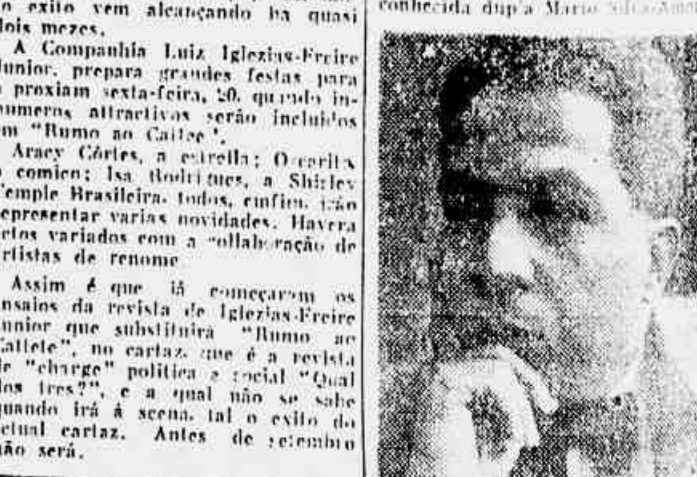 exito vem alcançando ha quasi
dois mezes.
A Companhia Luiz Iglezias-Freire
Junior, prepara grandes festas para
a proxiam sexta-feira, 20, quando in-
numeros attractivos serão incluidos
em "Rumo ao Cattee".
Aracy Côrtes, a estrella; Oscarito
o comico; Isa Rodrigues, a Shirley
Temple Brasileira, todos, emfim, irão
representar varias novidades. Haverá
actos variados com a collaboração de
artistas de renome
Assim é que já começaram os
ensaios da revista de Iglezias-Freire
Junior que substituirá "Rumo ao
Cattete", no cartaz, que é a revista
de "charge" politica e social "Qual
dos tres?", e a qual não se sabe
quando irá á scena, tal o exito do
actual cartaz. Antes de setembro
não será.
conhecida dup'a Mario